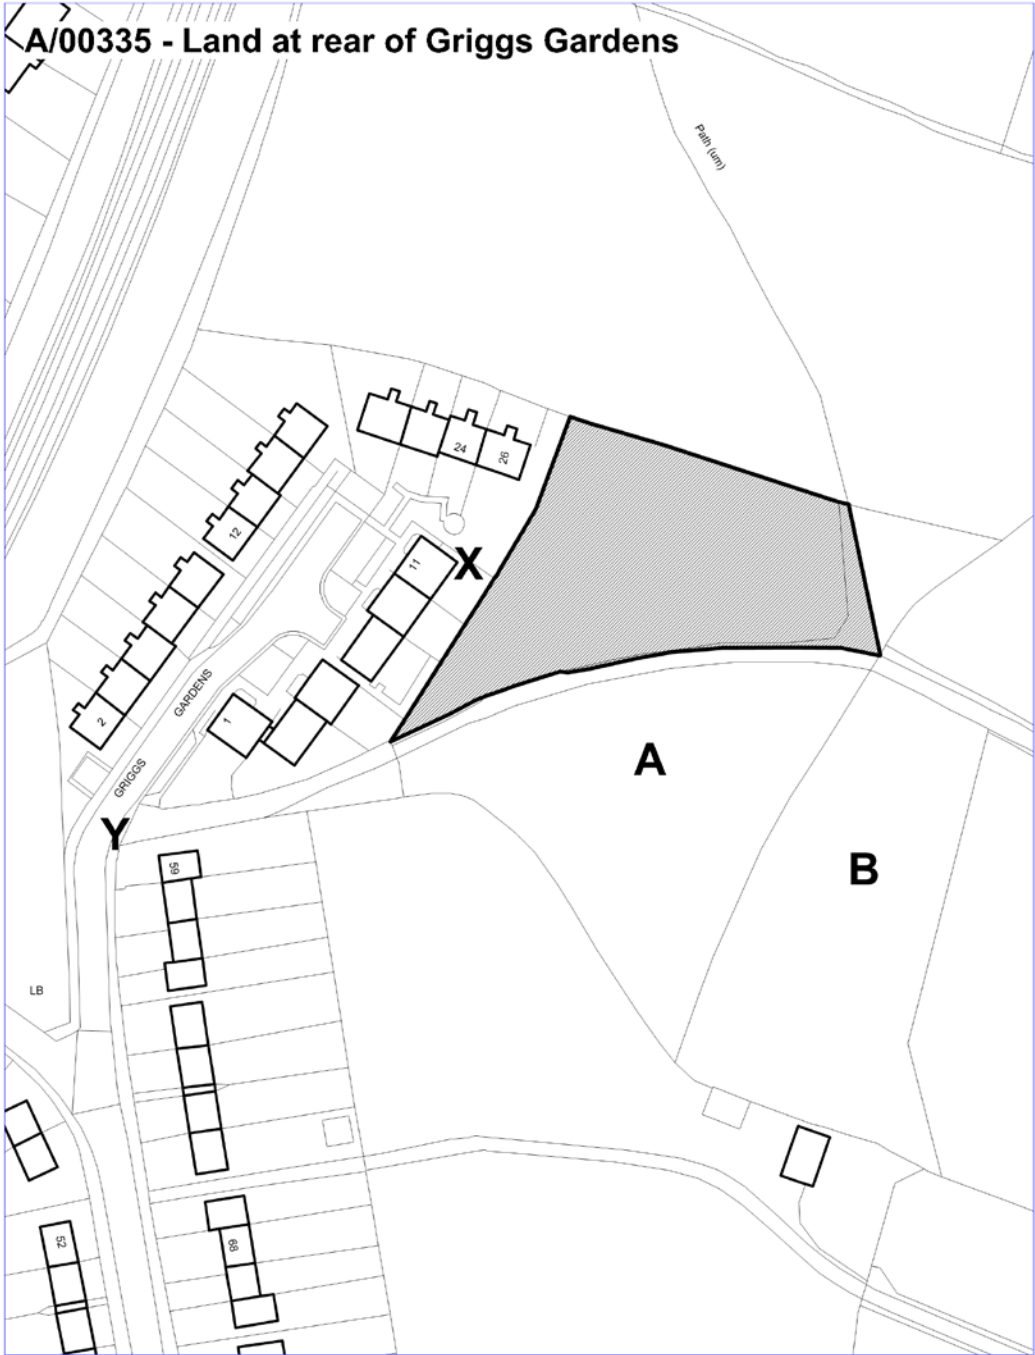 A/00335 - Land at rear of Griggs Gardens
Path (um)
24
26
12
11
X
GARDENS
2
1
GRIGGS
A
Y
59
B
LB
52
68